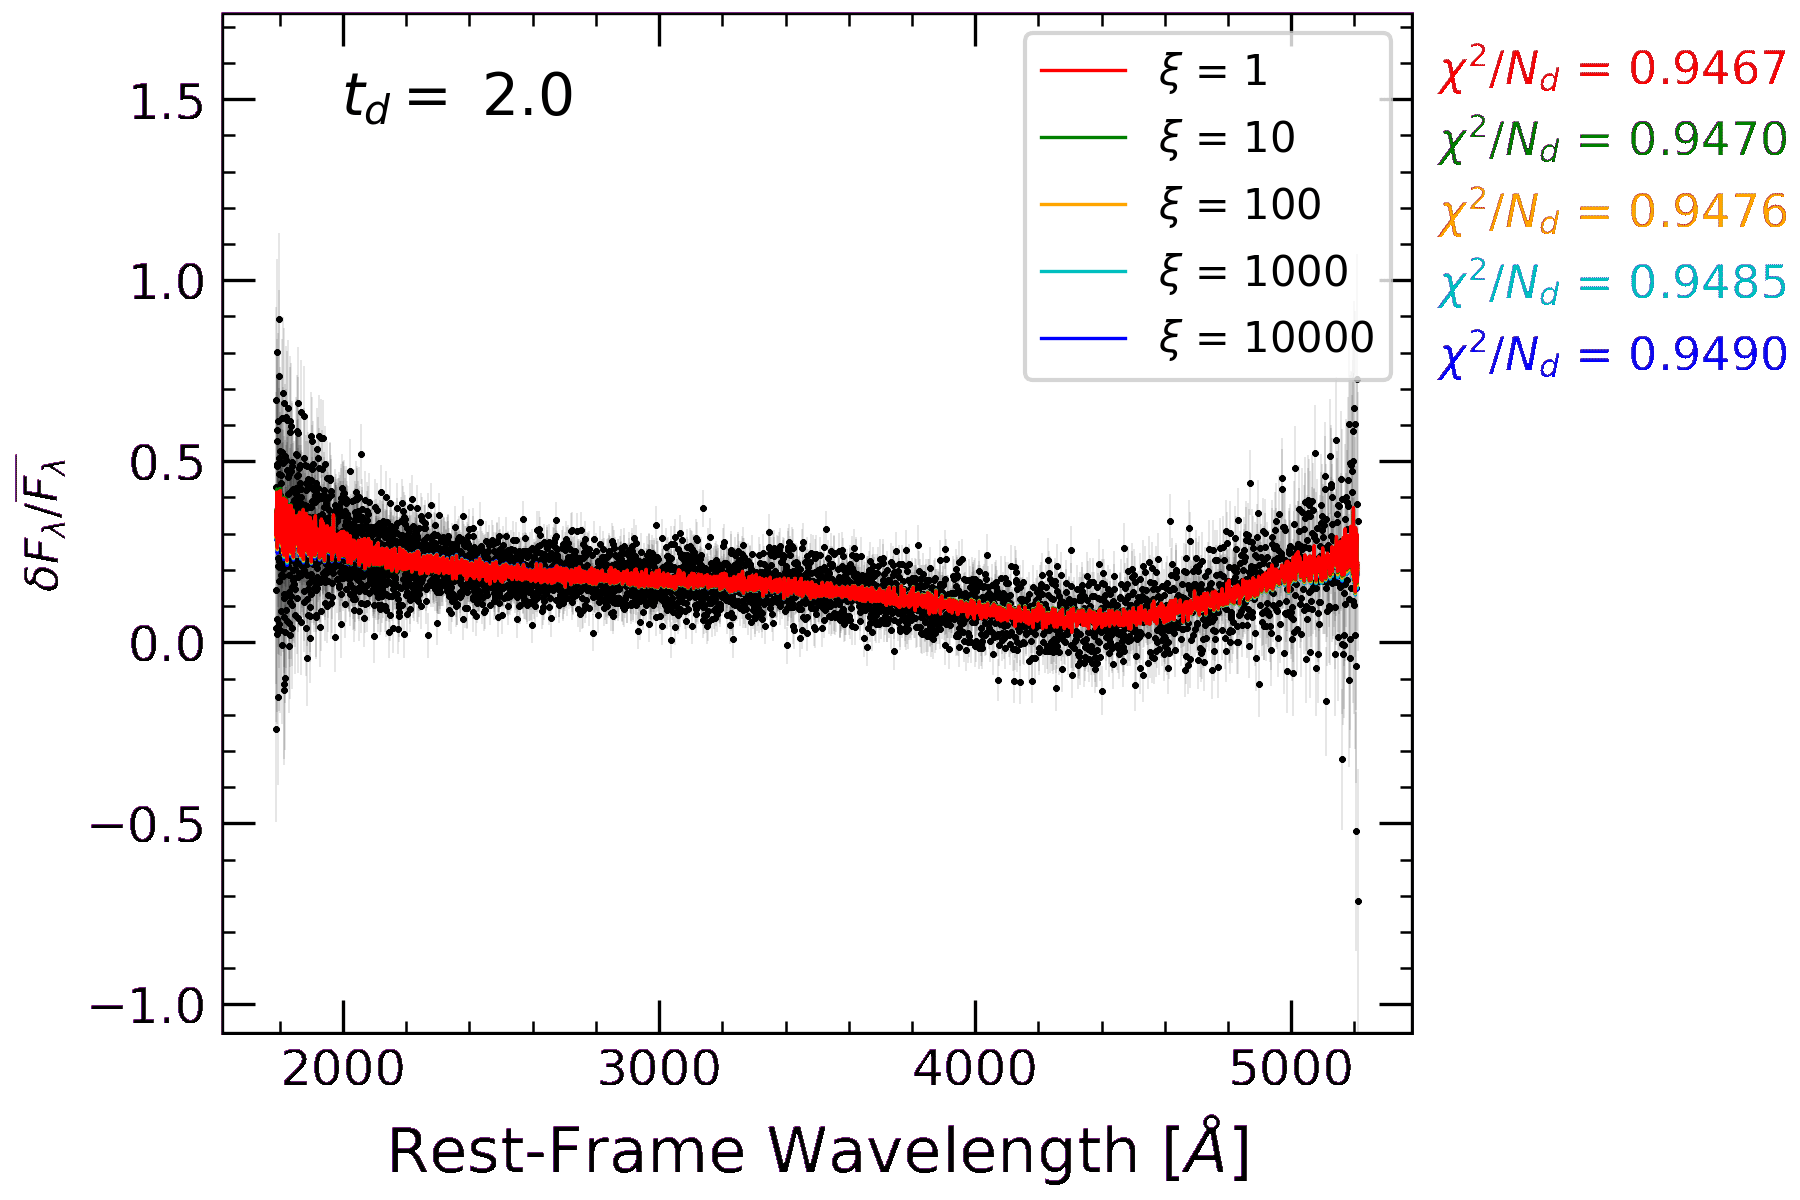 t_d = 2.0
ξ = 1
ξ = 10
ξ = 100
ξ = 1000
ξ = 10000
χ²/N_d = 0.9467
χ²/N_d = 0.9470
χ²/N_d = 0.9476
χ²/N_d = 0.9485
χ²/N_d = 0.9490
1.5
1.0
0.5
0.0
−0.5
−1.0
δF_λ/F̅_λ
2000 3000 4000 5000
Rest-Frame Wavelength [Å]